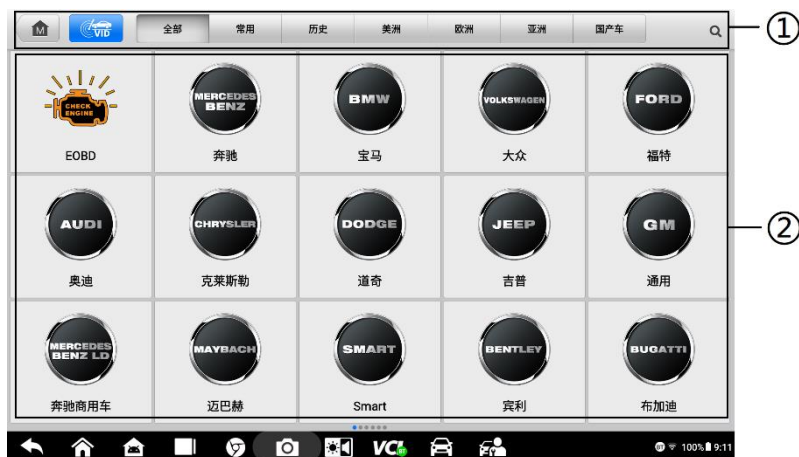 M VID 全部 常用 历史 美洲 欧洲 亚洲 国产车 ①
CHECK ENGINE MERCEDES BENZ BMW VOLKSWAGEN FORD
EOBD 奔驰 宝马 大众 福特
AUDI CHRYSLER DODGE JEEP GM ②
奥迪 克莱斯勒 道奇 吉普 通用
MERCEDES BENZ LD MAYBACH SMART BENTLEY BUGATTI
奔驰商用车 迈巴赫 Smart 宾利 布加迪
VCI BT 100% 9:11